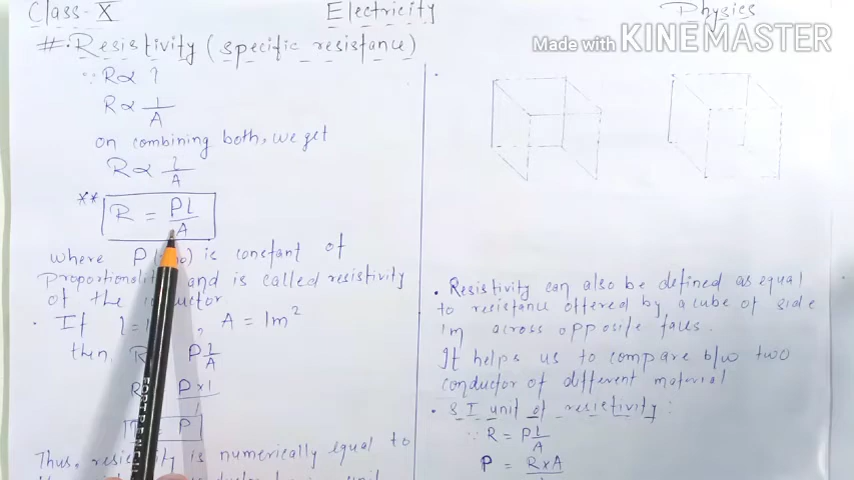 Class-X
Electricity
Physics
Made with KINEMASTER
#. Resistivity (specific resistance)
∵ R∝ l
R∝ 1/A
on combining both, we get
R∝ l/A
** R = Pl/A
where P ( is constant of
proportionality and is called resistivity
of the conductor
. If l=1 , A = 1m²
then, R P l/A
R P×1
= P
Thus, resistivity is numerically equal to
. Resistivity can also be defined as equal
to resistance offered by a cube of side
1m across opposite faces.
It helps us to compare b/w two
conductor of different material
. S I unit of resistivity :
∵ R = P l/A
P = R×A